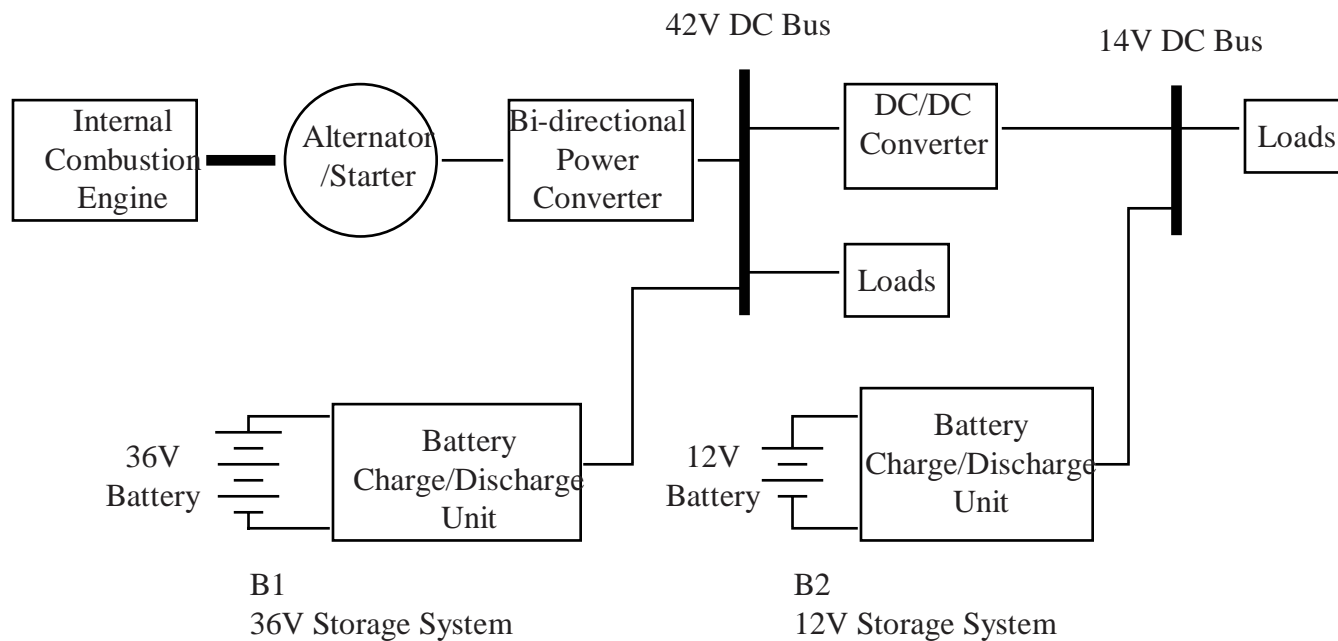 42V DC Bus
14V DC Bus
Internal
Combustion
Engine
Alternator
/Starter
Bi-directional
Power
Converter
DC/DC
Converter
Loads
Loads
36V
Battery
Battery
Charge/Discharge
Unit
12V
Battery
Battery
Charge/Discharge
Unit
B1
36V Storage System
B2
12V Storage System